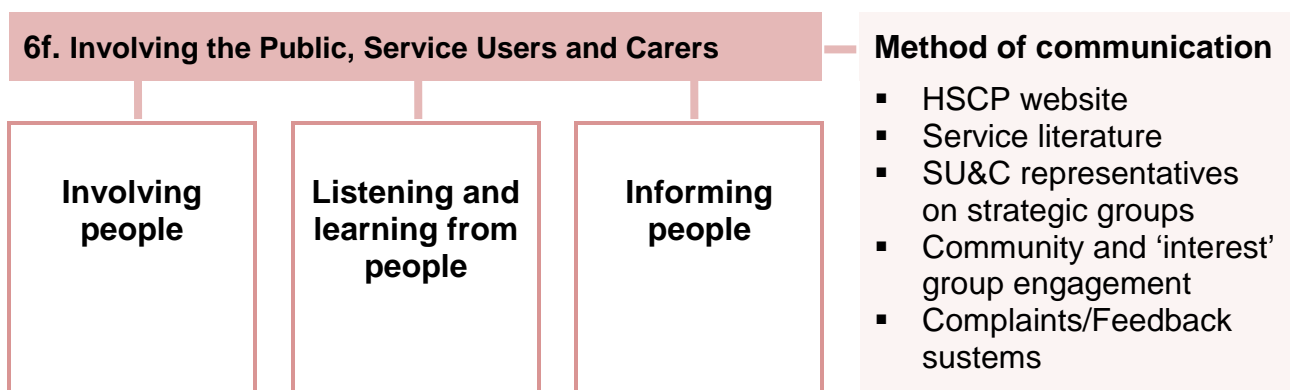 6f. Involving the Public, Service Users and Carers
Involving
people
Listening and
learning from
people
Informing
people
Method of communication
▪ HSCP website
▪ Service literature
▪ SU&C representatives
on strategic groups
▪ Community and ‘interest’
group engagement
▪ Complaints/Feedback
sustems